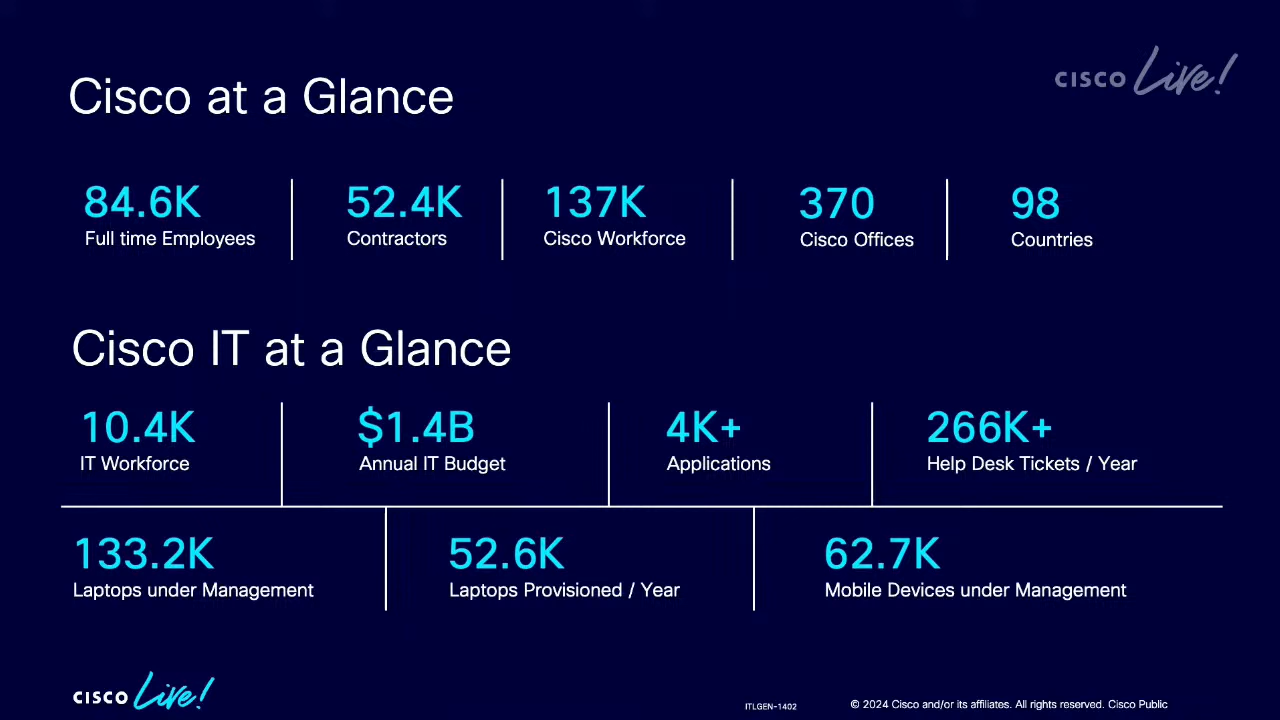 Cisco at a Glance
CISCO Live!
84.6K
Full time Employees
52.4K
Contractors
137K
Cisco Workforce
370
Cisco Offices
98
Countries
Cisco IT at a Glance
10.4K
IT Workforce
$1.4B
Annual IT Budget
4K+
Applications
266K+
Help Desk Tickets / Year
133.2K
Laptops under Management
52.6K
Laptops Provisioned / Year
62.7K
Mobile Devices under Management
CISCO Live!
ITLGEN-1402
© 2024 Cisco and/or its affiliates. All rights reserved. Cisco Public